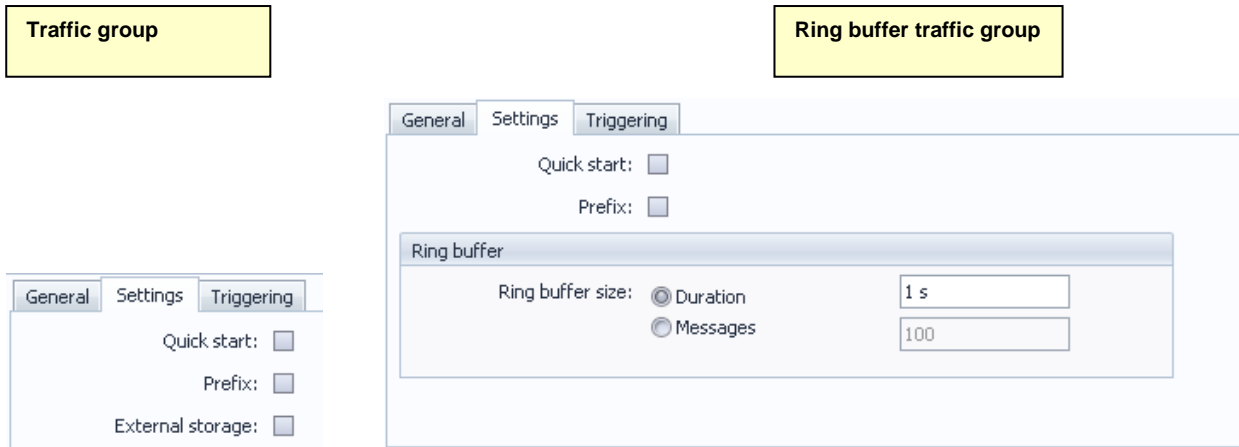 Traffic group
Ring buffer traffic group
General Settings Triggering
Quick start:
Prefix:
External storage:
General Settings Triggering
Quick start:
Prefix:
Ring buffer
Ring buffer size: Duration 1 s
Messages 100